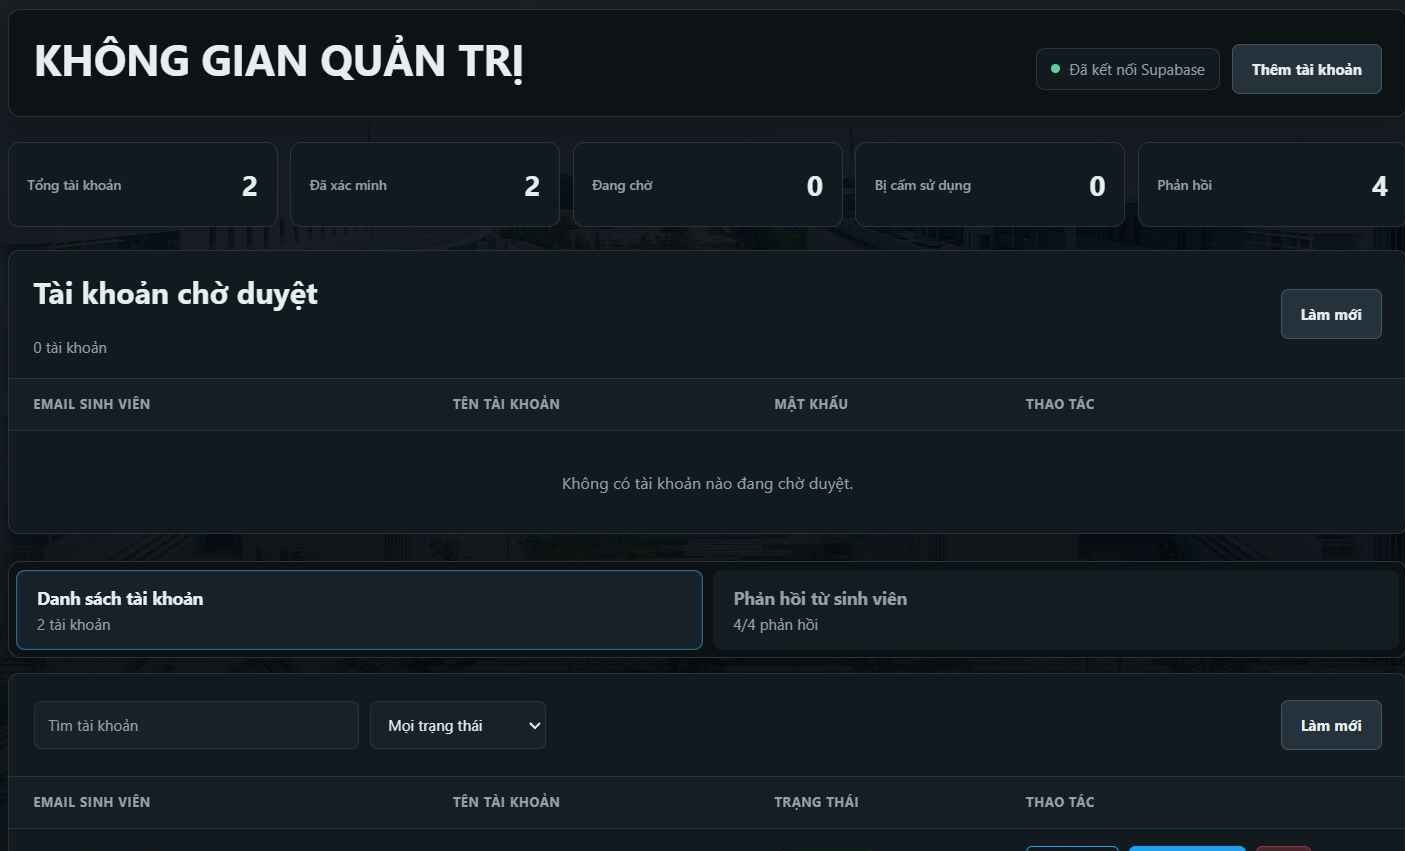 KHÔNG GIAN QUẢN TRỊ
Đã kết nối Supabase
Thêm tài khoản
Tổng tài khoản
2
Đã xác minh
2
Đang chờ
0
Bị cấm sử dụng
0
Phản hồi
4
Tài khoản chờ duyệt
Làm mới
0 tài khoản
EMAIL SINH VIÊN TÊN TÀI KHOẢN MẬT KHẨU THAO TÁC
Không có tài khoản nào đang chờ duyệt.
Danh sách tài khoản
2 tài khoản
Phản hồi từ sinh viên
4/4 phản hồi
Tìm tài khoản
Mọi trạng thái
Làm mới
EMAIL SINH VIÊN TÊN TÀI KHOẢN TRẠNG THÁI THAO TÁC